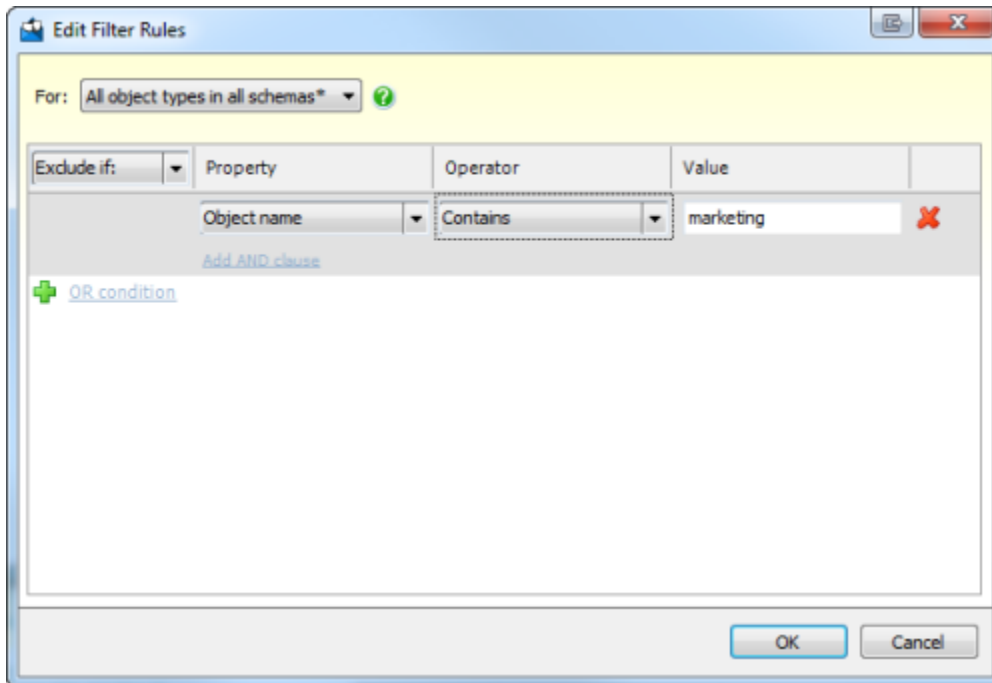 Edit Filter Rules
For: All object types in all schemas*
Exclude if: Property Operator Value
Object name Contains marketing
Add AND clause
OR condition
OK Cancel